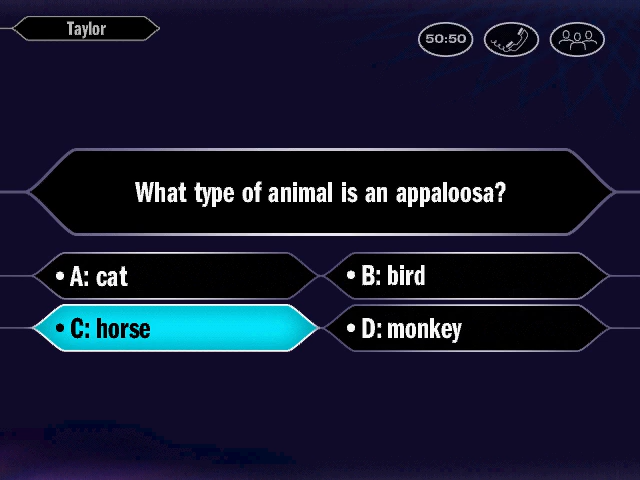 Taylor
50:50
What type of animal is an appaloosa?
• A: cat
• B: bird
• C: horse
• D: monkey